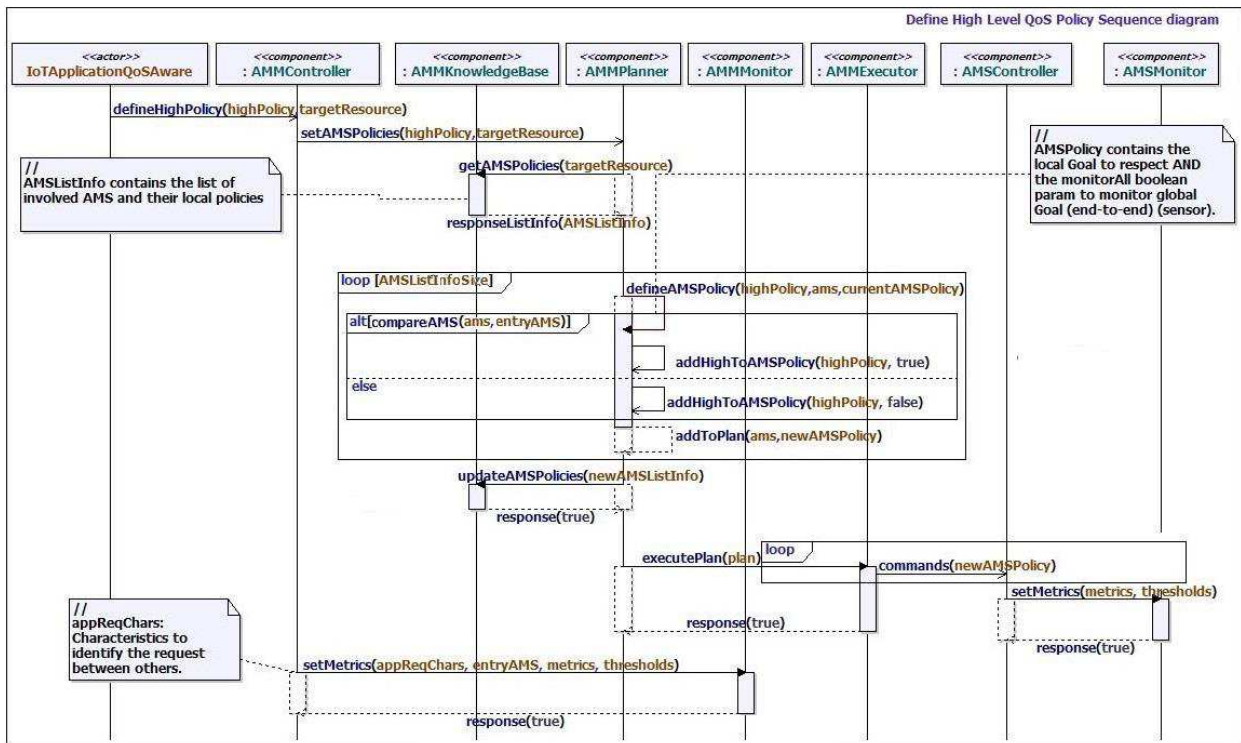 Define High Level QoS Policy Sequence diagram
<<actor>>
IoTApplicationQoSAware
<<component>>
: AMMController
<<component>>
: AMMKnowledgeBase
<<component>>
: AMMPlanner
<<component>>
: AMMMonitor
<<component>>
: AMMExecutor
<<component>>
: AMSController
<<component>>
: AMSMonitor
defineHighPolicy(highPolicy,targetResource)
setAMSPolicies(highPolicy,targetResource)
//
AMSPolicy contains the
local Goal to respect AND
the monitorAll boolean
param to monitor global
Goal (end-to-end) (sensor).
//
AMSListInfo contains the list of
involved AMS and their local policies
getAMSPolicies(targetResource)
responseListInfo(AMSListInfo)
loop [AMSListInfoSize]
defineAMSPolicy(highPolicy,ams,currentAMSPolicy)
alt[compareAMS(ams,entryAMS)]
addHighToAMSPolicy(highPolicy, true)
else
addHighToAMSPolicy(highPolicy, false)
addToPlan(ams,newAMSPolicy)
updateAMSPolicies(newAMSListInfo)
response(true)
loop
executePlan(plan)
commands(newAMSPolicy)
setMetrics(metrics, thresholds)
response(true)
response(true)
//
appReqChars:
Characteristics to
identify the request
between others.
setMetrics(appReqChars, entryAMS, metrics, thresholds)
response(true)